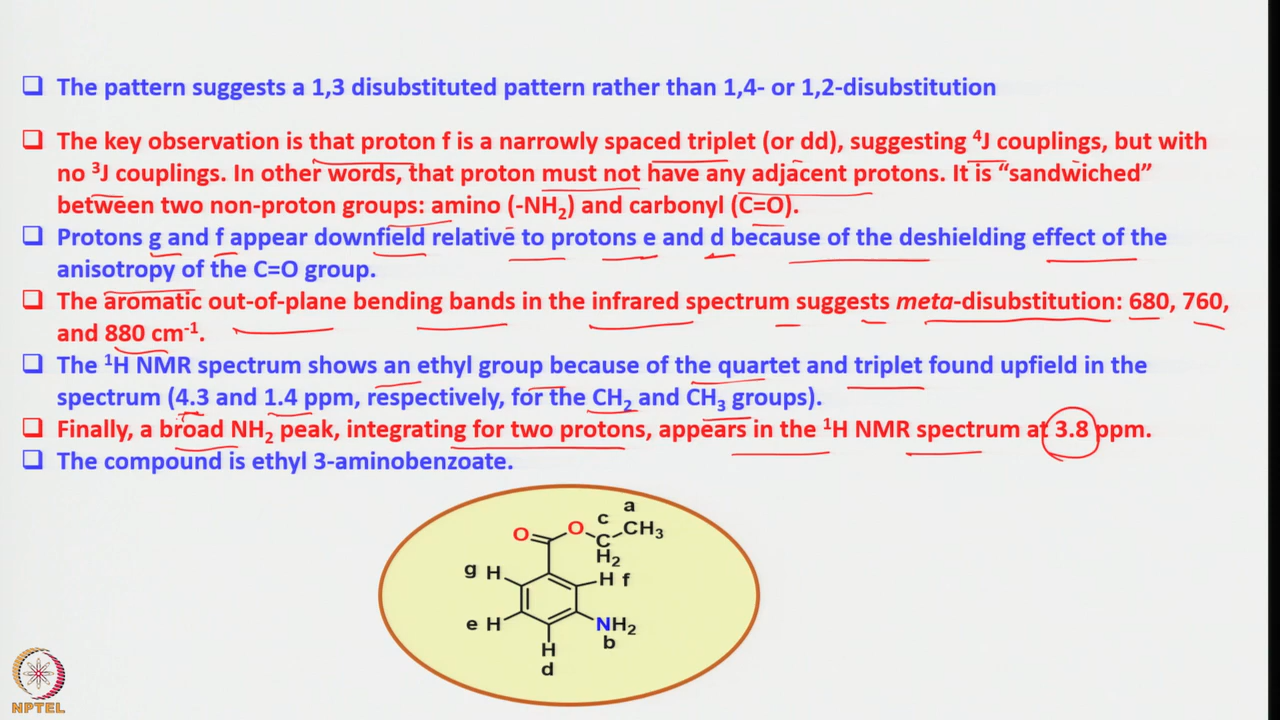 The pattern suggests a 1,3 disubstituted pattern rather than 1,4- or 1,2-disubstitution
The key observation is that proton f is a narrowly spaced triplet (or dd), suggesting ⁴J couplings, but with
no ³J couplings. In other words, that proton must not have any adjacent protons. It is “sandwiched”
between two non-proton groups: amino (-NH₂) and carbonyl (C=O).
Protons g and f appear downfield relative to protons e and d because of the deshielding effect of the
anisotropy of the C=O group.
The aromatic out-of-plane bending bands in the infrared spectrum suggests meta-disubstitution: 680, 760,
and 880 cm⁻¹.
The ¹H NMR spectrum shows an ethyl group because of the quartet and triplet found upfield in the
spectrum (4.3 and 1.4 ppm, respectively, for the CH₂ and CH₃ groups).
Finally, a broad NH₂ peak, integrating for two protons, appears in the ¹H NMR spectrum at 3.8 ppm.
The compound is ethyl 3-aminobenzoate.
a
O O c CH₃
C
H₂
g H H f
e H NH₂
H b
d
NPTEL